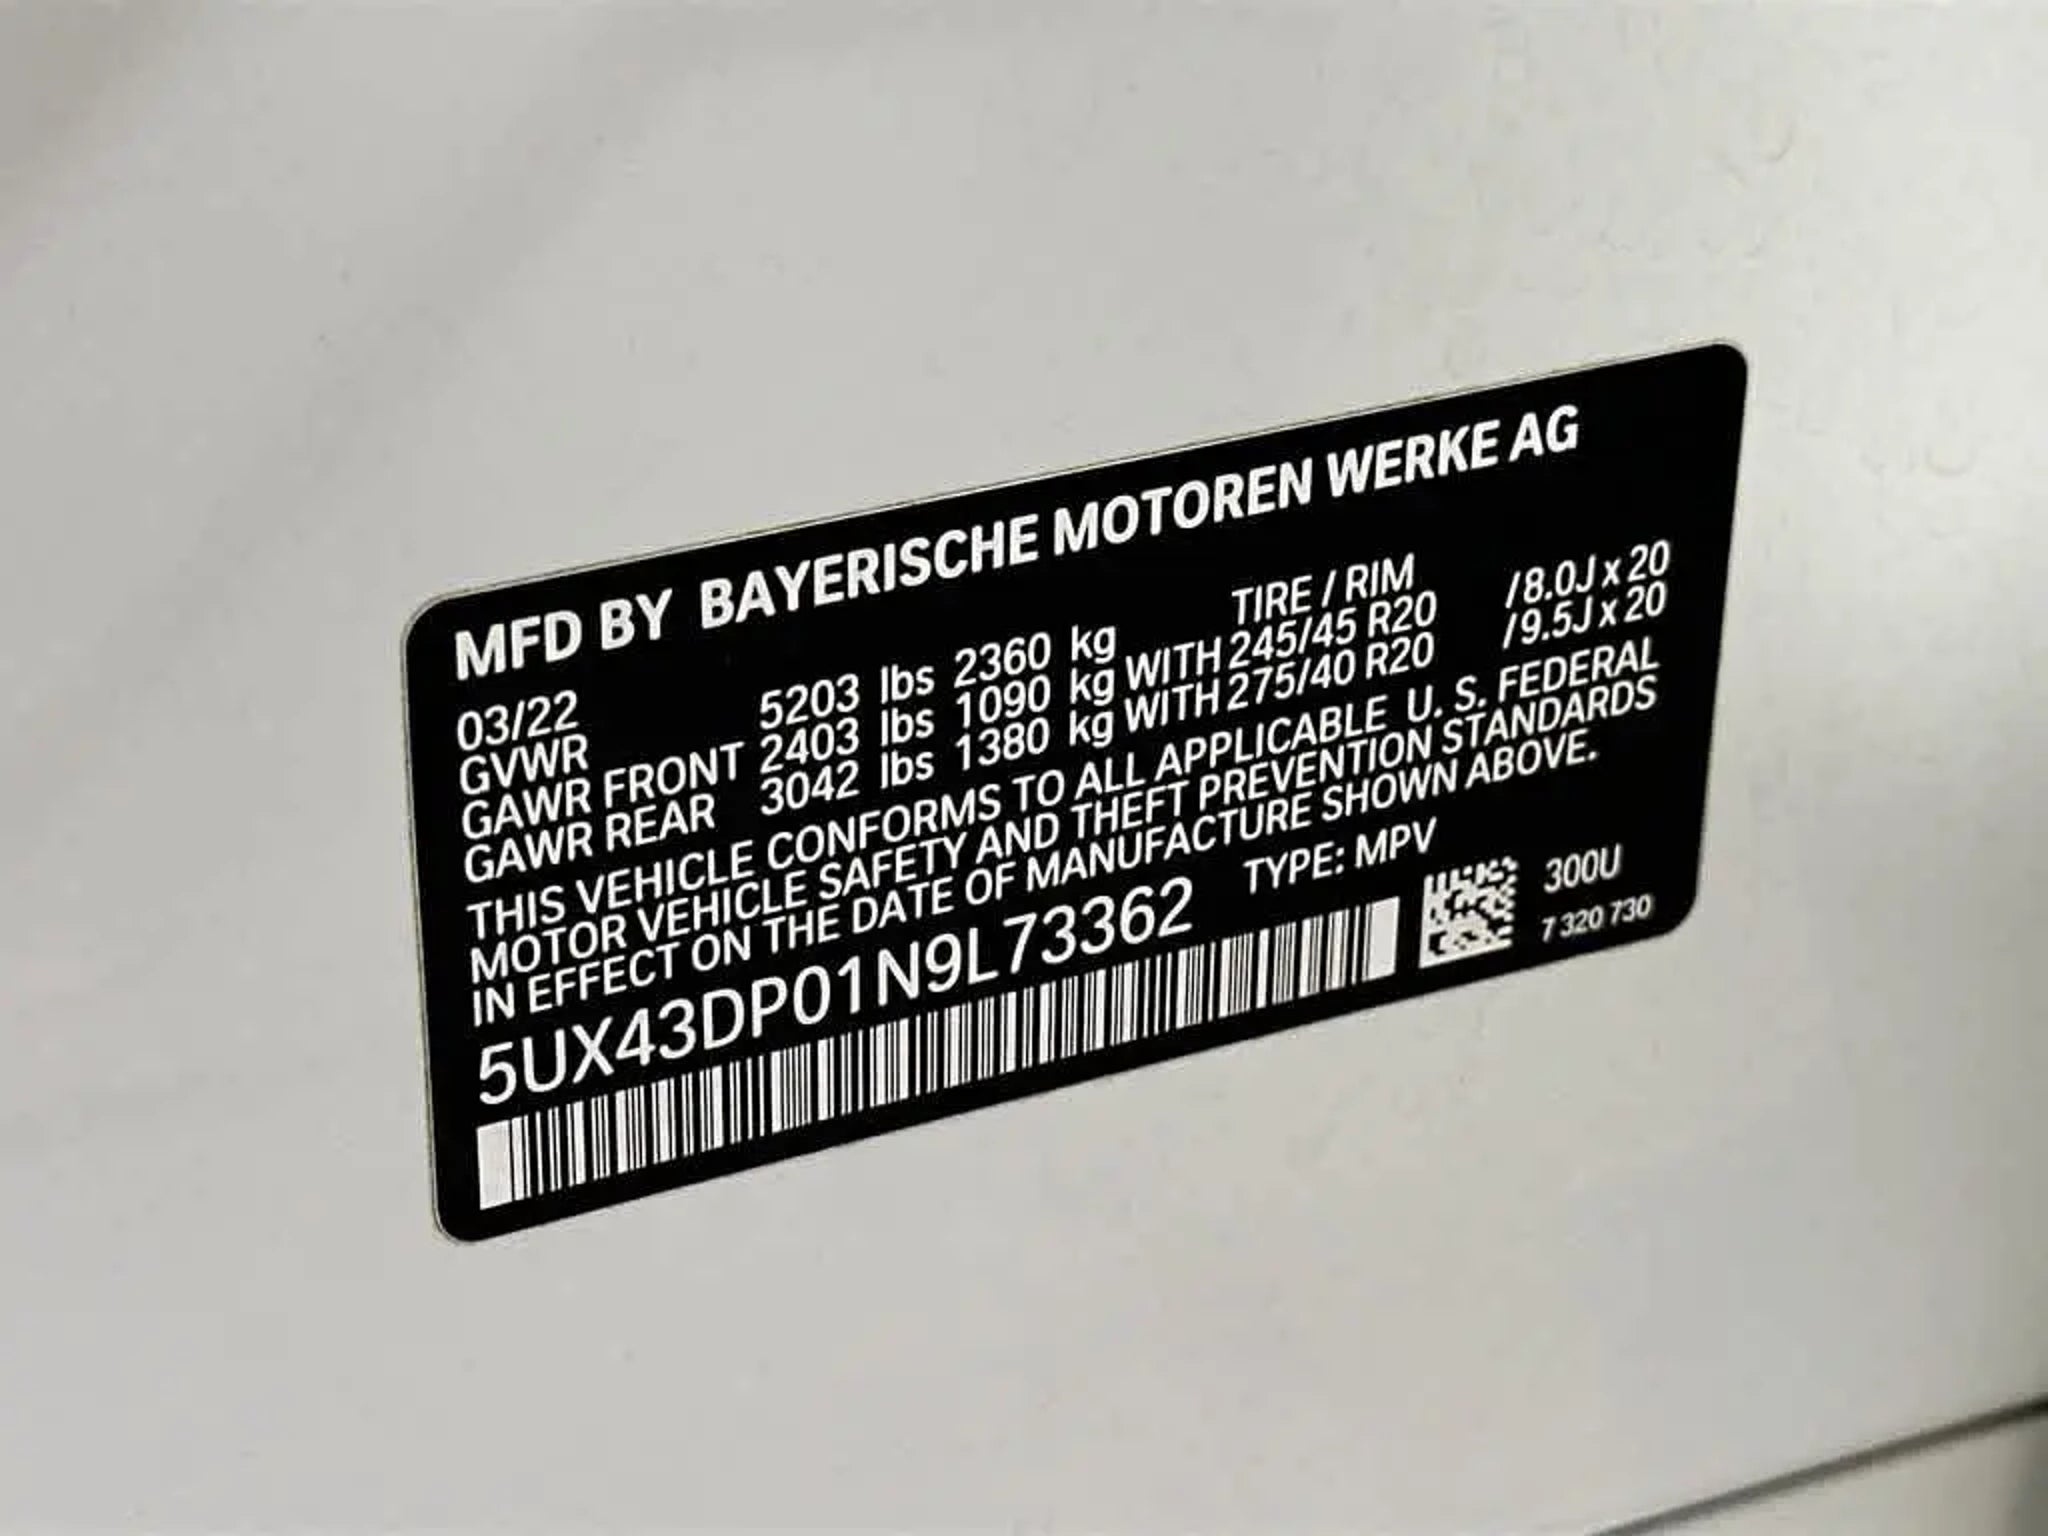 MFD BY BAYERISCHE MOTOREN WERKE AG
03/22 TIRE / RIM
GVWR 5203 lbs 2360 kg
GAWR FRONT 2403 lbs 1090 kg WITH 245/45 R20 /8.0J x 20
GAWR REAR 3042 lbs 1380 kg WITH 275/40 R20 /9.5J x 20
THIS VEHICLE CONFORMS TO ALL APPLICABLE U. S. FEDERAL
MOTOR VEHICLE SAFETY AND THEFT PREVENTION STANDARDS
IN EFFECT ON THE DATE OF MANUFACTURE SHOWN ABOVE.
5UX43DP01N9L73362 TYPE: MPV
300U
7 320 730